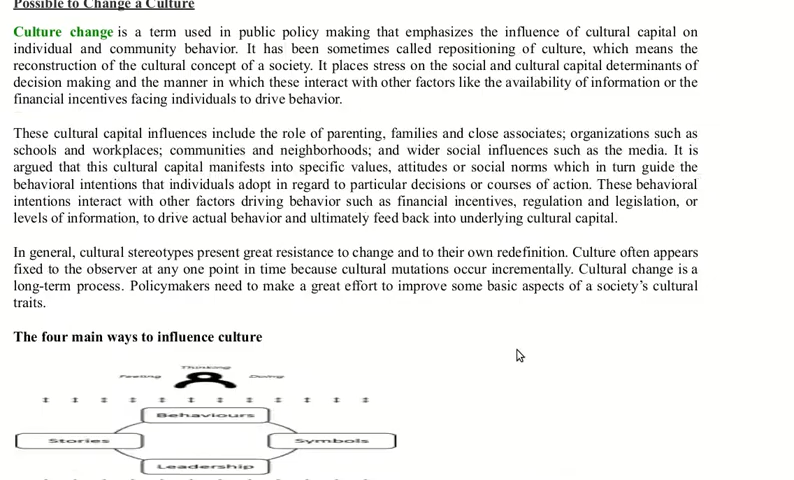 Possible to Change a Culture
Culture change is a term used in public policy making that emphasizes the influence of cultural capital on
individual and community behavior. It has been sometimes called repositioning of culture, which means the
reconstruction of the cultural concept of a society. It places stress on the social and cultural capital determinants of
decision making and the manner in which these interact with other factors like the availability of information or the
financial incentives facing individuals to drive behavior.
These cultural capital influences include the role of parenting, families and close associates; organizations such as
schools and workplaces; communities and neighborhoods; and wider social influences such as the media. It is
argued that this cultural capital manifests into specific values, attitudes or social norms which in turn guide the
behavioral intentions that individuals adopt in regard to particular decisions or courses of action. These behavioral
intentions interact with other factors driving behavior such as financial incentives, regulation and legislation, or
levels of information, to drive actual behavior and ultimately feed back into underlying cultural capital.
In general, cultural stereotypes present great resistance to change and to their own redefinition. Culture often appears
fixed to the observer at any one point in time because cultural mutations occur incrementally. Cultural change is a
long-term process. Policymakers need to make a great effort to improve some basic aspects of a society’s cultural
traits.
The four main ways to influence culture
Thinking
Feeling Doing
Behaviours
Stories Symbols
Leadership